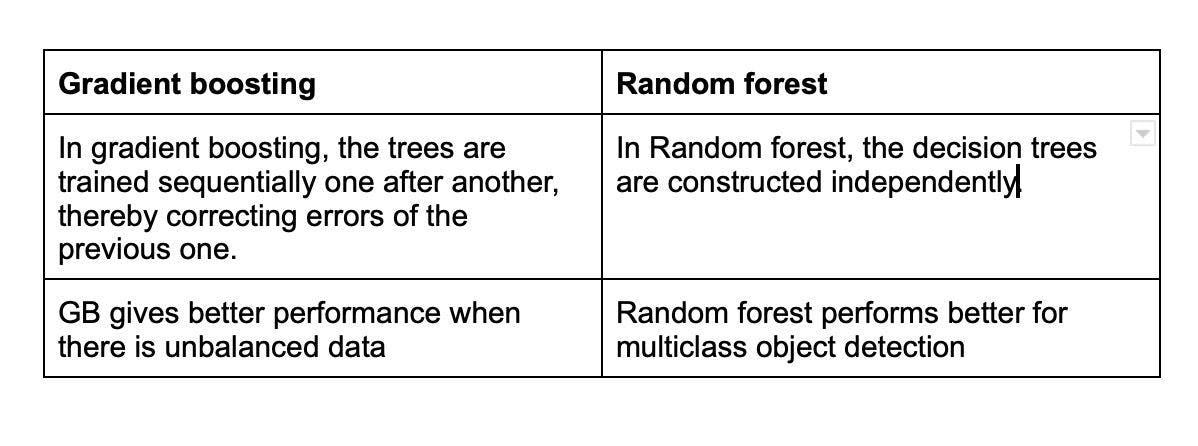 Gradient boosting
Random forest
In gradient boosting, the trees are
trained sequentially one after another,
thereby correcting errors of the
previous one.
In Random forest, the decision trees
are constructed independently.
GB gives better performance when
there is unbalanced data
Random forest performs better for
multiclass object detection